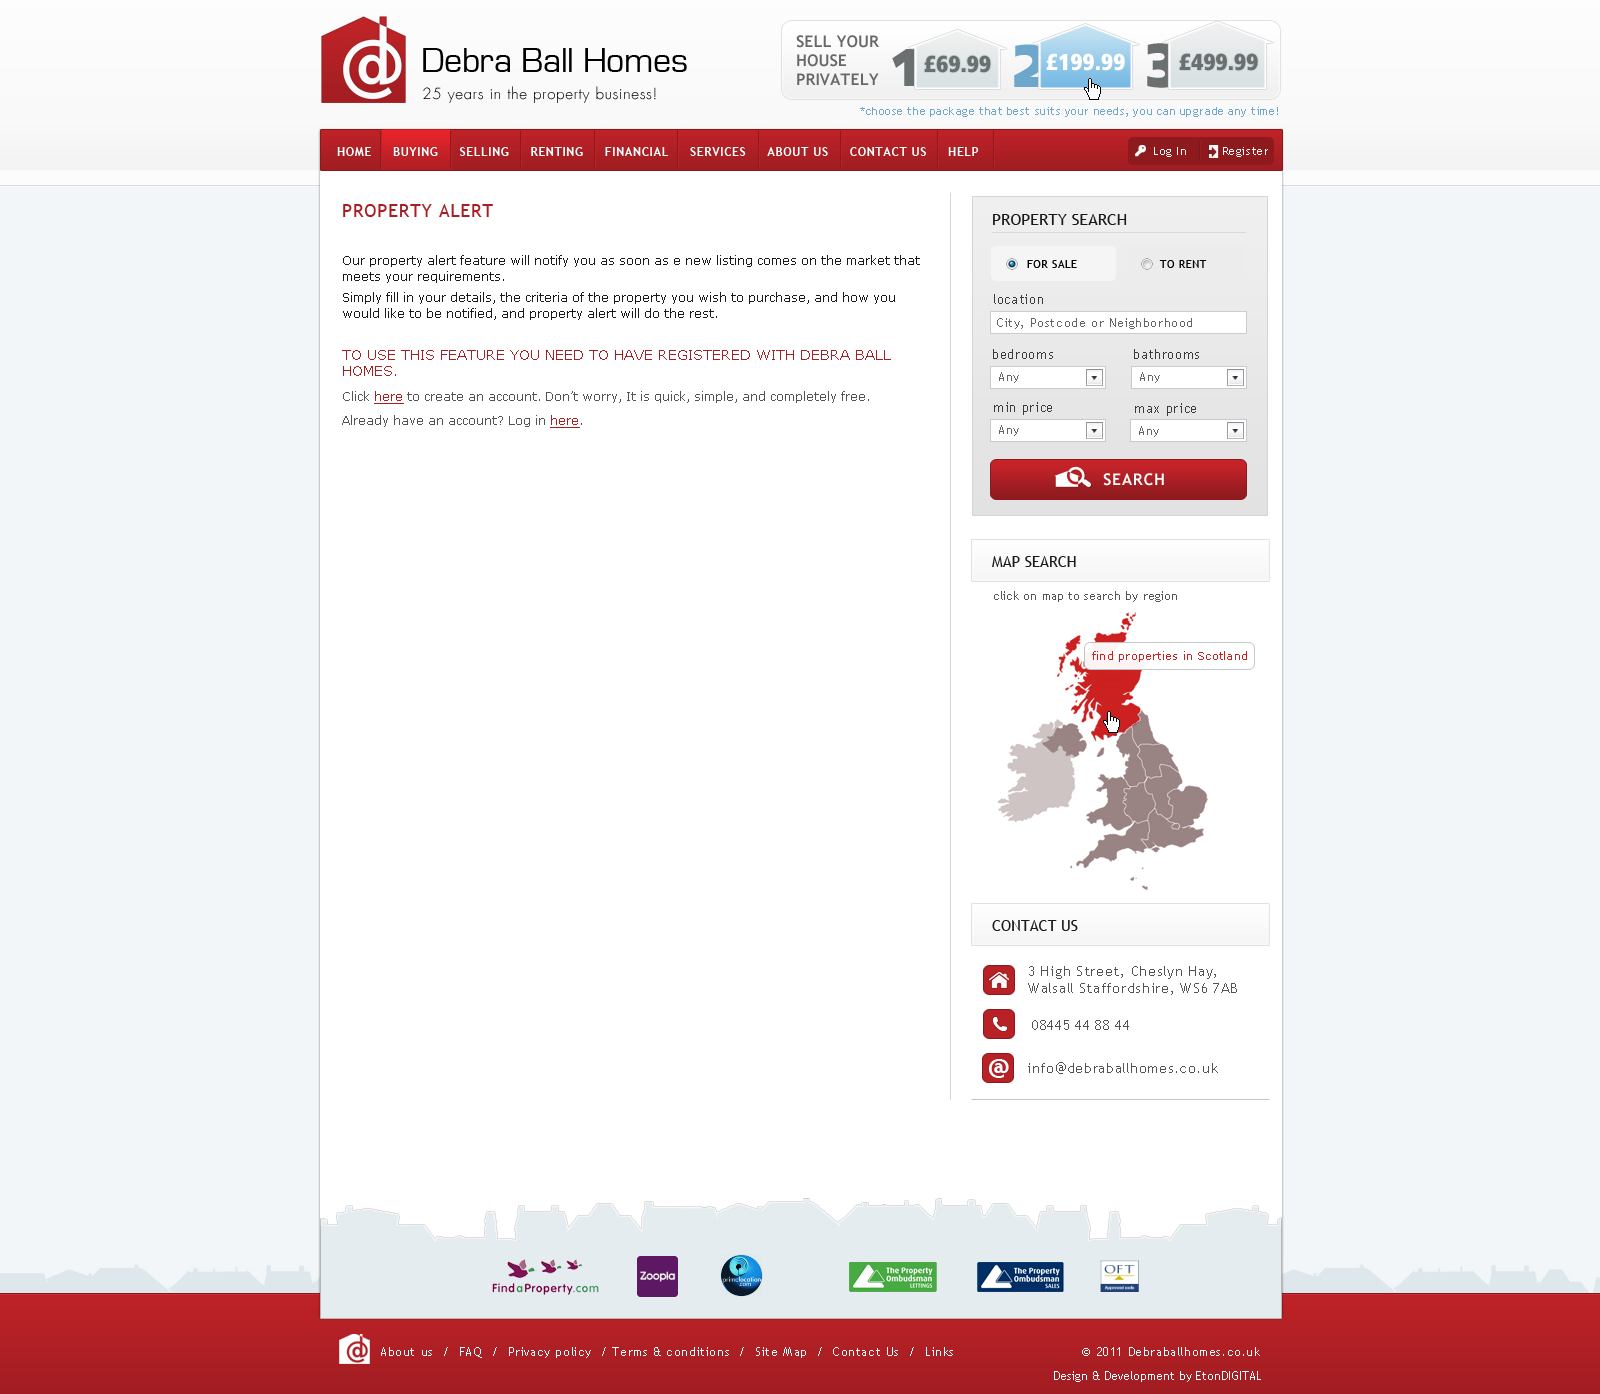 Debra Ball Homes
25 years in the property business!
SELL YOUR
HOUSE
PRIVATELY
1 £69.99
2 £199.99
3 £499.99
*choose the package that best suits your needs, you can upgrade any time!
HOME BUYING SELLING RENTING FINANCIAL SERVICES ABOUT US CONTACT US HELP
Log In Register
PROPERTY ALERT
Our property alert feature will notify you as soon as e new listing comes on the market that
meets your requirements.
Simply fill in your details, the criteria of the property you wish to purchase, and how you
would like to be notified, and property alert will do the rest.
TO USE THIS FEATURE YOU NEED TO HAVE REGISTERED WITH DEBRA BALL
HOMES.
Click here to create an account. Don't worry, It is quick, simple, and completely free.
Already have an account? Log in here.
PROPERTY SEARCH
FOR SALE TO RENT
location
City, Postcode or Neighborhood
bedrooms bathrooms
Any Any
min price max price
Any Any
SEARCH
MAP SEARCH
click on map to search by region
find properties in Scotland
CONTACT US
3 High Street, Cheslyn Hay,
Walsall Staffordshire, WS6 7AB
08445 44 88 44
info@debraballhomes.co.uk
FindaProperty.com
Zoopla
primelocation
.com
The Property
Ombudsman
LETTINGS
The Property
Ombudsman
SALES
OFT
Approved code
About us / FAQ / Privacy policy / Terms & conditions / Site Map / Contact Us / Links
© 2011 Debraballhomes.co.uk
Design & Development by EtonDIGITAL